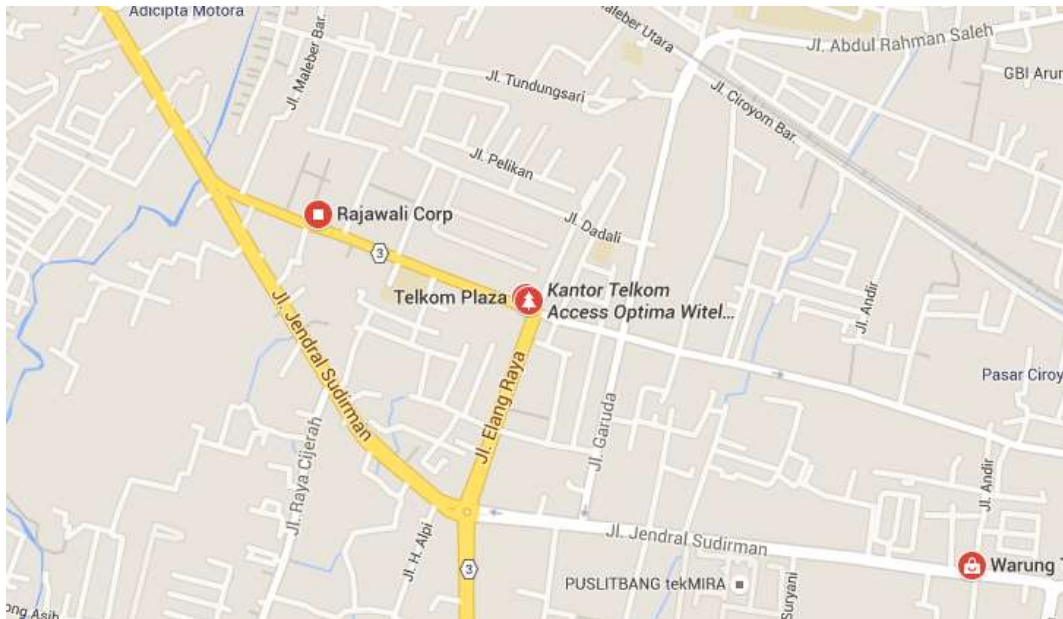 Adicipta Motora
Jl. Maleber Bar.
Maleber Utara
Jl. Abdul Rahman Saleh
GBI Arun
Jl. Tundungsari
Jl. Ciroyom Bar.
Jl. Pelikan
Rajawali Corp
Jl. Dadali
3
Telkom Plaza
Kantor Telkom
Access Optima Witel...
Jl. Andir
Jl. Jendral Sudirman
Jl. Elang Raya
Pasar Ciroy
Jl. Garuda
Jl. Raya Cijerah
Jl. Andir
Jl. H. Alpi
Jl. Jendral Sudirman
3
PUSLITBANG tekMIRA
Suryani
Warung T
ong Asih